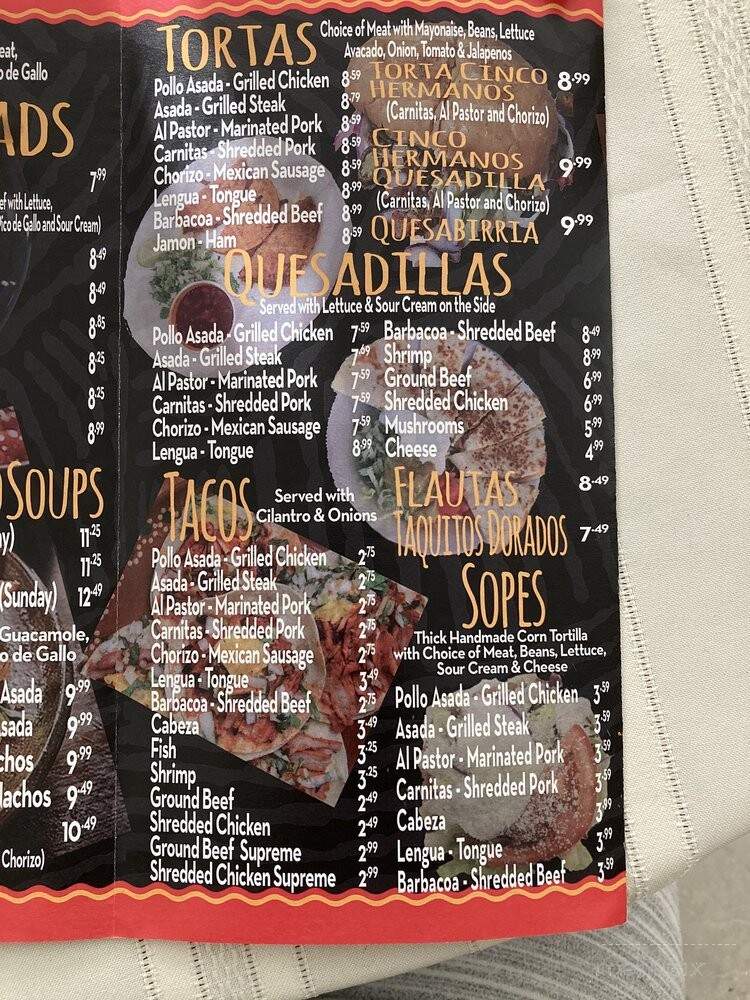 eat,
o de Gallo
ADS
7.99
ef with Lettuce,
Pico de Gallo and Sour Cream)
8.49
8.49
8.85
8.25
8.25
8.99
SOUPS
ay) 11.25
11.25
(Sunday) 12.49
Guacamole,
o de Gallo
Asada 9.99
sada 9.99
chos 9.99
Nachos 9.49
10.49
Chorizo)
TORTAS
Choice of Meat with Mayonaise, Beans, Lettuce
Avacado, Onion, Tomato & Jalapenos
Pollo Asada - Grilled Chicken 8.59
Asada - Grilled Steak 8.79
Al Pastor - Marinated Pork 8.59
Carnitas - Shredded Pork 8.59
Chorizo - Mexican Sausage 8.59
Lengua - Tongue 8.99
Barbacoa - Shredded Beef 8.99
Jamon - Ham 8.59
TORTA CINCO
HERMANOS 8.99
(Carnitas, Al Pastor and Chorizo)
CINCO
HERMANOS
QUESADILLA 9.99
(Carnitas, Al Pastor and Chorizo)
QUESABIRRIA 9.99
QUESADILLAS
Served with Lettuce & Sour Cream on the Side
Pollo Asada - Grilled Chicken 7.59
Asada - Grilled Steak 7.69
Al Pastor - Marinated Pork 7.59
Carnitas - Shredded Pork 7.59
Chorizo - Mexican Sausage 7.59
Lengua - Tongue 8.99
Barbacoa - Shredded Beef 8.49
Shrimp 8.99
Ground Beef 6.99
Shredded Chicken 6.99
Mushrooms 5.99
Cheese 4.99
TACOS
Served with
Cilantro & Onions
Pollo Asada - Grilled Chicken 2.75
Asada - Grilled Steak 2.75
Al Pastor - Marinated Pork 2.75
Carnitas - Shredded Pork 2.75
Chorizo - Mexican Sausage 2.75
Lengua - Tongue 3.49
Barbacoa - Shredded Beef 2.75
Cabeza 3.49
Fish 3.25
Shrimp 3.25
Ground Beef 2.49
Shredded Chicken 2.49
Ground Beef Supreme 2.99
Shredded Chicken Supreme 2.99
FLAUTAS 8.49
TAQUITOS DORADOS 7.49
SOPES
Thick Handmade Corn Tortilla
with Choice of Meat, Beans, Lettuce,
Sour Cream & Cheese
Pollo Asada - Grilled Chicken 3.59
Asada - Grilled Steak 3.59
Al Pastor - Marinated Pork 3.59
Carnitas - Shredded Pork 3.59
Cabeza 3.99
Lengua - Tongue 3.99
Barbacoa - Shredded Beef 3.59